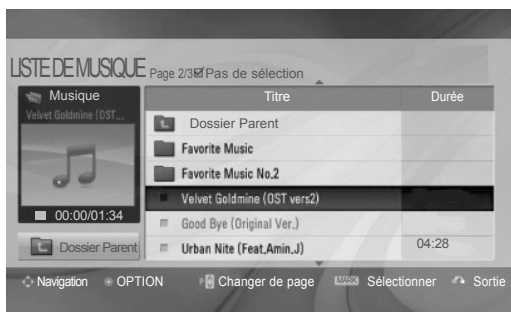 LISTE DE MUSIQUE Page 2/3 Pas de sélection
Musique
Velvet Goldmine (OST...
00:00/01:34
Dossier Parent
Titre Durée
Dossier Parent
Favorite Music
Favorite Music No.2
Velvet Goldmine (OST vers2)
Good Bye (Original Ver.)
Urban Nite (Feat.Amin.J) 04:28
Navigation OPTION P Changer de page MARK Sélectionner Sortie